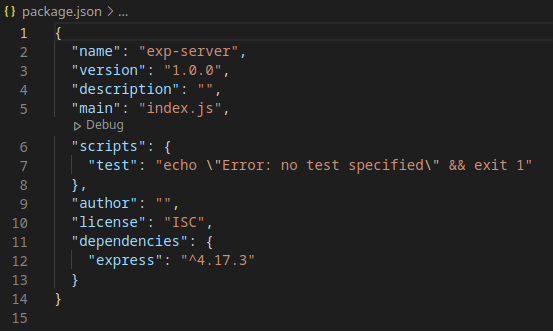 {} package.json > ...
1 {
2 "name": "exp-server",
3 "version": "1.0.0",
4 "description": "",
5 "main": "index.js",
Debug
6 "scripts": {
7 "test": "echo \"Error: no test specified\" && exit 1"
8 },
9 "author": "",
10 "license": "ISC",
11 "dependencies": {
12 "express": "^4.17.3"
13 }
14 }
15